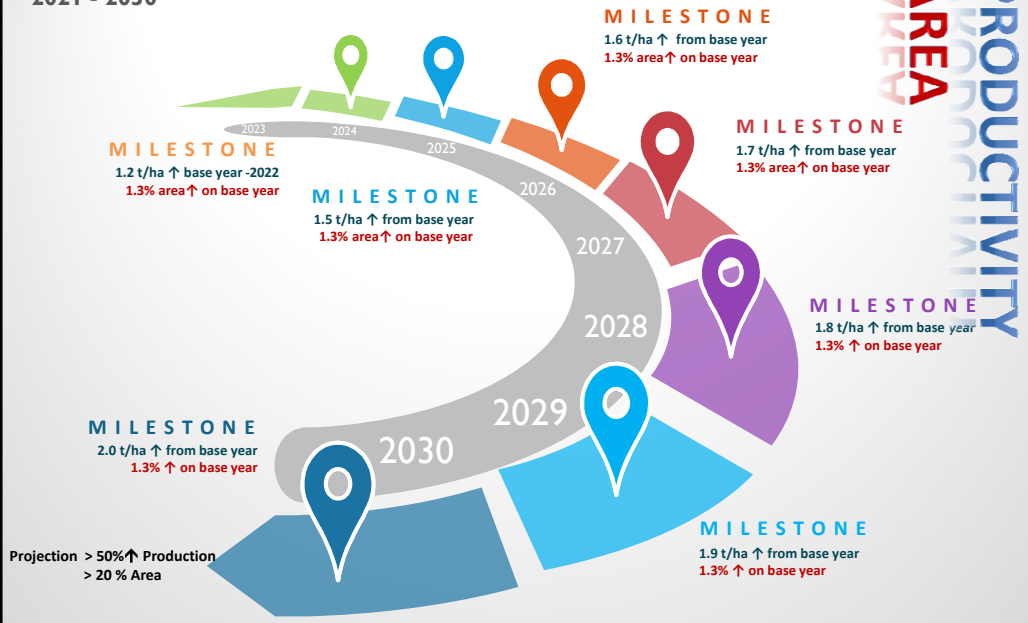 2021 - 2030
MILESTONE
1.6 t/ha ↑ from base year
1.3% area↑ on base year
AREA
PRODUCTIVITY
2023
2024
2025
2026
2027
2028
2029
2030
MILESTONE
1.2 t/ha ↑ base year -2022
1.3% area↑ on base year
MILESTONE
1.5 t/ha ↑ from base year
1.3% area↑ on base year
MILESTONE
1.7 t/ha ↑ from base year
1.3% area↑ on base year
MILESTONE
1.8 t/ha ↑ from base year
1.3% ↑ on base year
MILESTONE
2.0 t/ha ↑ from base year
1.3% ↑ on base year
MILESTONE
1.9 t/ha ↑ from base year
1.3% ↑ on base year
Projection > 50%↑ Production
> 20 % Area